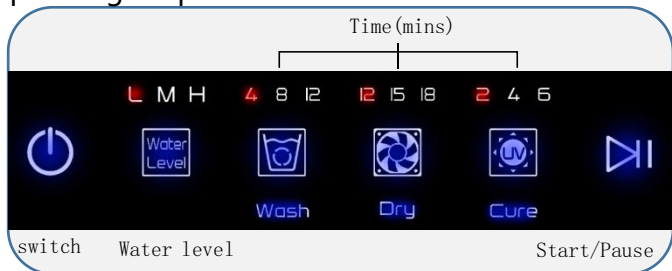 Time(mins)
L M H 4 8 12 12 15 18 2 4 6
Water
Level
UV
Wash Dry Cure
switch Water level Start/Pause